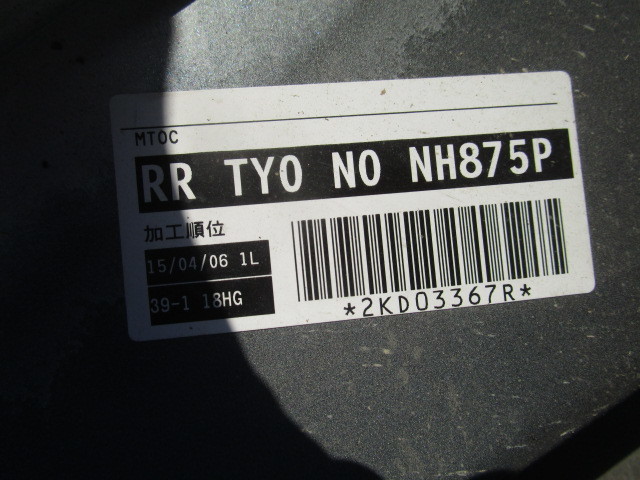 MTOC
RR TYO NO NH875P
加工順位
15/04/06 1L
39-1 18HG
*2KD03367R*